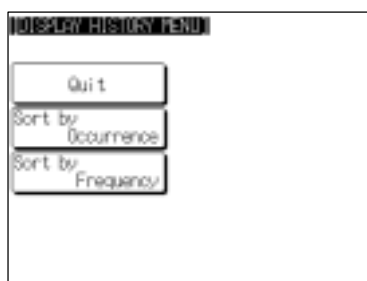 [DISPLAY HISTORY MENU]
Quit
Sort by
Occurrence
Sort by
Frequency